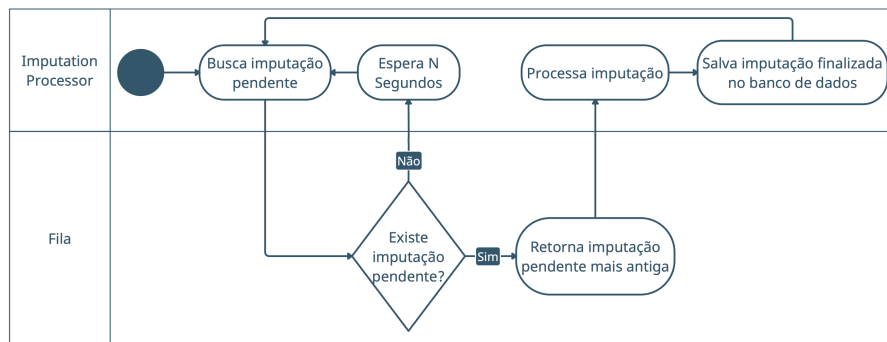 Imputation
Processor
Busca imputação
pendente
Espera N
Segundos
Processa imputação
Salva imputação finalizada
no banco de dados
Não
Fila
Existe
imputação
pendente?
Sim
Retorna imputação
pendente mais antiga